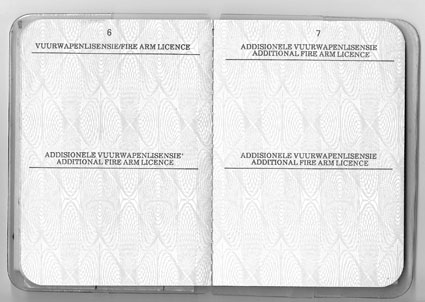 6
VUURWAPENLISENSIE/FIRE ARM LICENCE
ADDISIONELE VUURWAPENLISENSIE
ADDITIONAL FIRE ARM LICENCE
7
ADDISIONELE VUURWAPENLISENSIE
ADDITIONAL FIRE ARM LICENCE
ADDISIONELE VUURWAPENLISENSIE
ADDITIONAL FIRE ARM LICENCE